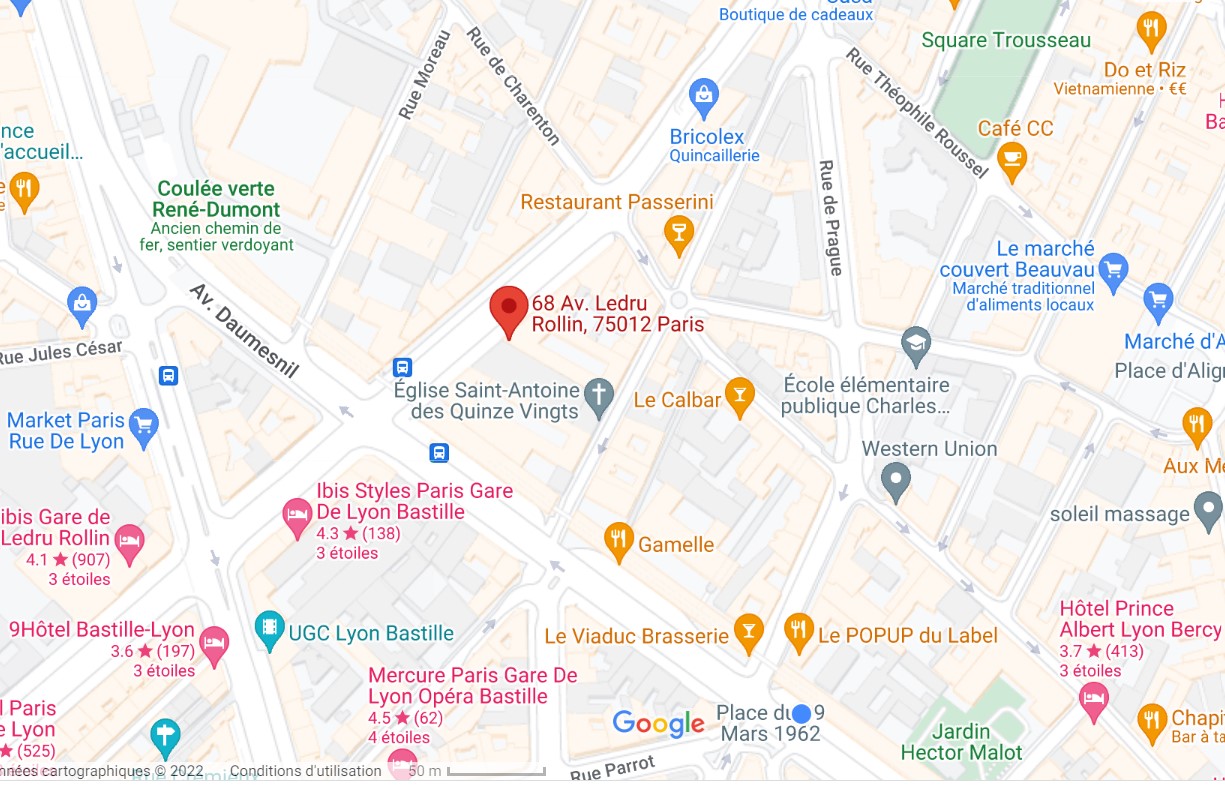 Boutique de cadeaux
Square Trousseau
Do et Riz
Vietnamienne • €€
Rue Moreau
Rue de Charenton
Rue Théophile Roussel
Bricolex
Quincaillerie
Café CC
nce
'accueil...
Ba
Coulée verte
René-Dumont
Ancien chemin de
fer, sentier verdoyant
Restaurant Passerini
Rue de Prague
Le marché
couvert Beauvau
Marché traditionnel
d'aliments locaux
68 Av. Ledru
Rollin, 75012 Paris
Av. Daumesnil
Rue Jules César
Marché d'A
Place d'Alig
Église Saint-Antoine
des Quinze Vingts
Le Calbar
École élémentaire
publique Charles...
Market Paris
Rue De Lyon
Western Union
Aux Me
Ibis Styles Paris Gare
De Lyon Bastille
4.3 ★ (138)
3 étoiles
ibis Gare de
Ledru Rollin
4.1 ★ (907)
3 étoiles
soleil massage
Gamelle
9Hôtel Bastille-Lyon
3.6 ★ (197)
3 étoiles
UGC Lyon Bastille
Le Viaduc Brasserie
Le POPUP du Label
Hôtel Prince
Albert Lyon Bercy
3.7 ★ (413)
3 étoiles
Mercure Paris Gare De
Lyon Opéra Bastille
4.5 ★ (62)
4 étoiles
l Paris
e Lyon
★ (525)
Google
Place du 9
Mars 1962
Jardin
Hector Malot
Chapi
Bar à ta
Rue Parrot
nnées cartographiques © 2022
Conditions d'utilisation
50 m